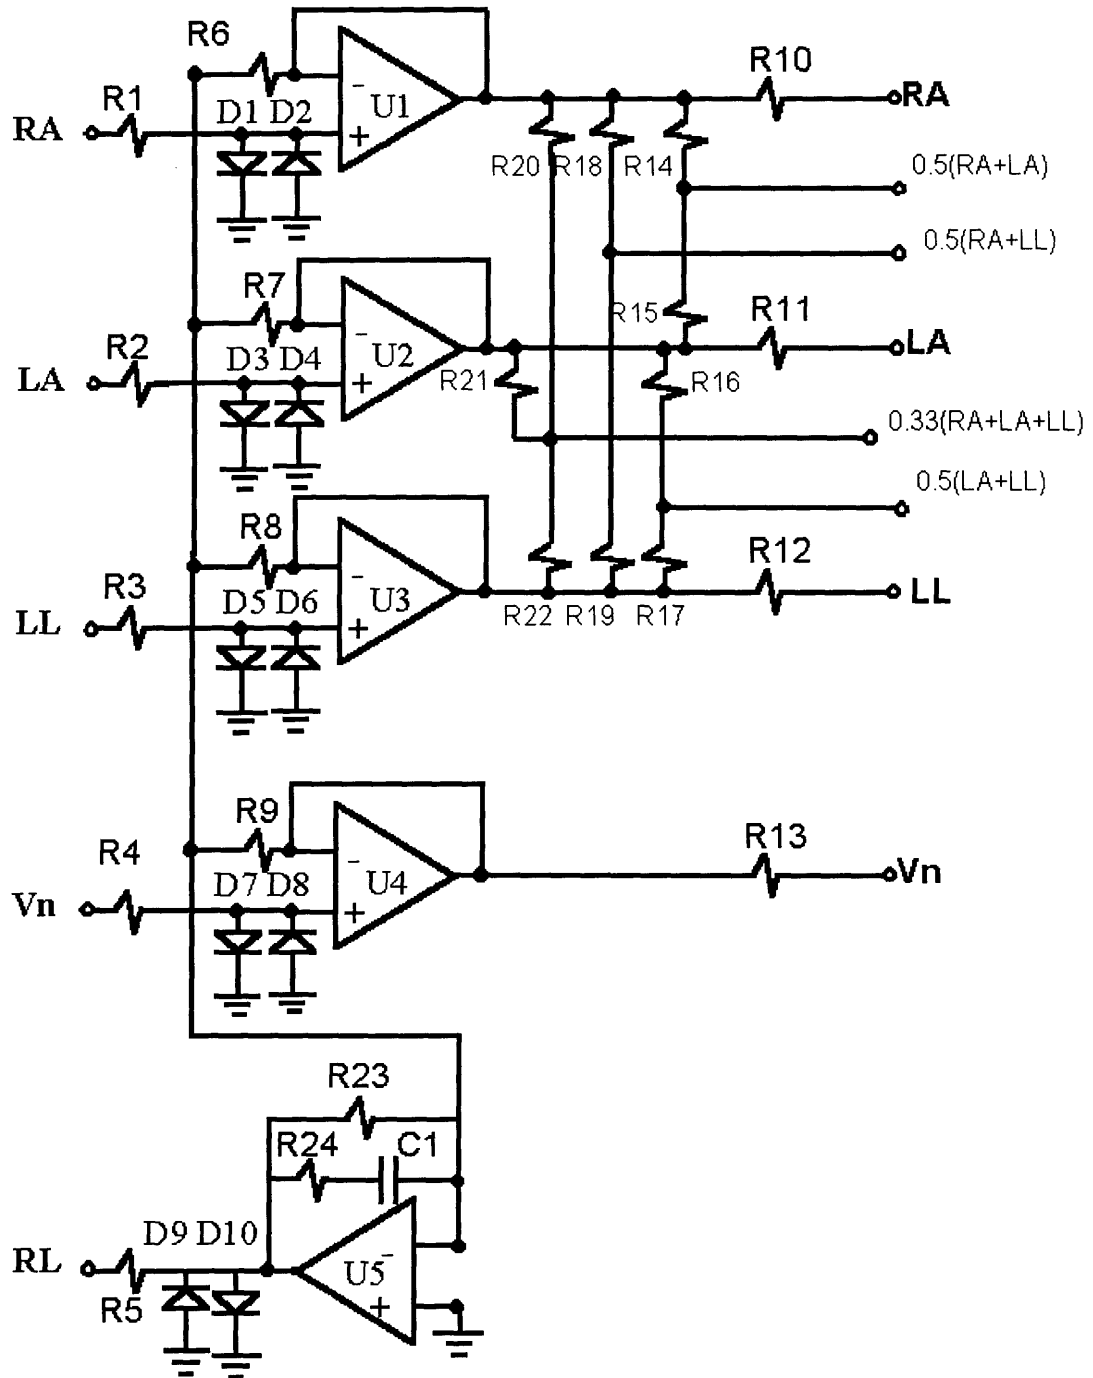 R6
R10
R1
D1 D2
-
U1
RA
RA
+
R20
R18
R14
0.5(RA+LA)
0.5(RA+LL)
R7
R15
R11
R2
D3 D4
-
U2
LA
LA
+
R21
R16
0.33(RA+LA+LL)
0.5(LA+LL)
R8
R12
R3
D5 D6
-
U3
LL
LL
+
R22
R19
R17
R9
R13
R4
D7 D8
-
U4
Vn
Vn
+
R23
R24
C1
D9 D10
RL
U5
-
+
R5